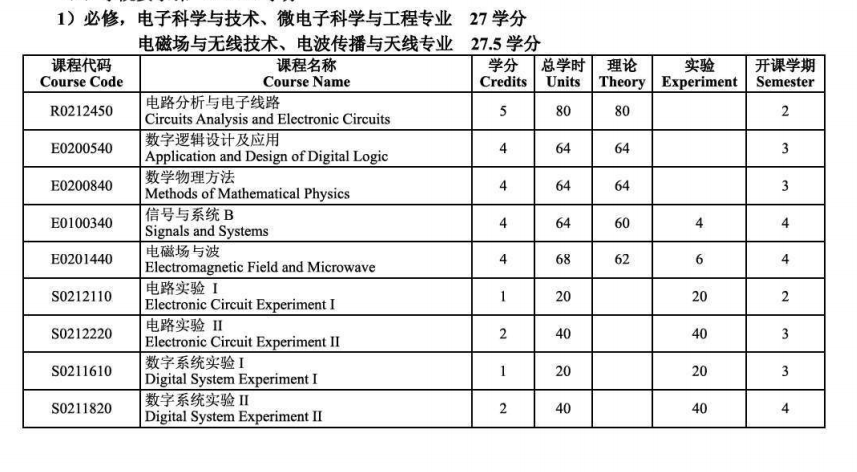 1）必修，电子科学与技术、微电子科学与工程专业 27 学分
电磁场与无线技术、电波传播与天线专业 27.5 学分
课程代码 课程名称 学分 总学时 理论 实验 开课学期
Course Code Course Name Credits Units Theory Experiment Semester
R0212450 电路分析与电子线路 5 80 80 2
Circuits Analysis and Electronic Circuits
E0200540 数字逻辑设计及应用 4 64 64 3
Application and Design of Digital Logic
E0200840 数学物理方法 4 64 64 3
Methods of Mathematical Physics
E0100340 信号与系统 B 4 64 60 4 4
Signals and Systems
E0201440 电磁场与波 4 68 62 6 4
Electromagnetic Field and Microwave
S0212110 电路实验 I 1 20 20 2
Electronic Circuit Experiment I
S0212220 电路实验 II 2 40 40 3
Electronic Circuit Experiment II
S0211610 数字系统实验 I 1 20 20 3
Digital System Experiment I
S0211820 数字系统实验 II 2 40 40 4
Digital System Experiment II